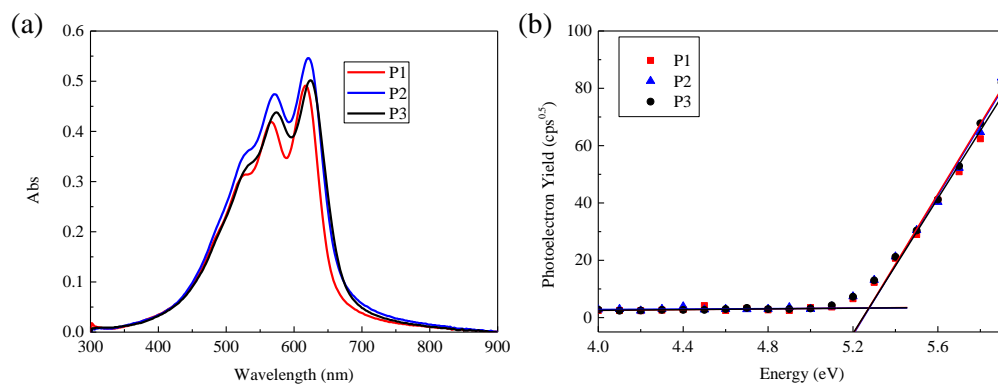 (a)
0.6
0.5
0.4
0.3
0.2
0.1
0.0
Abs
P1
P2
P3
300 400 500 600 700 800 900
Wavelength (nm)
(b)
100
80
60
40
20
0
Photoelectron Yield (cps^0.5)
P1
P2
P3
4.0 4.4 4.8 5.2 5.6
Energy (eV)